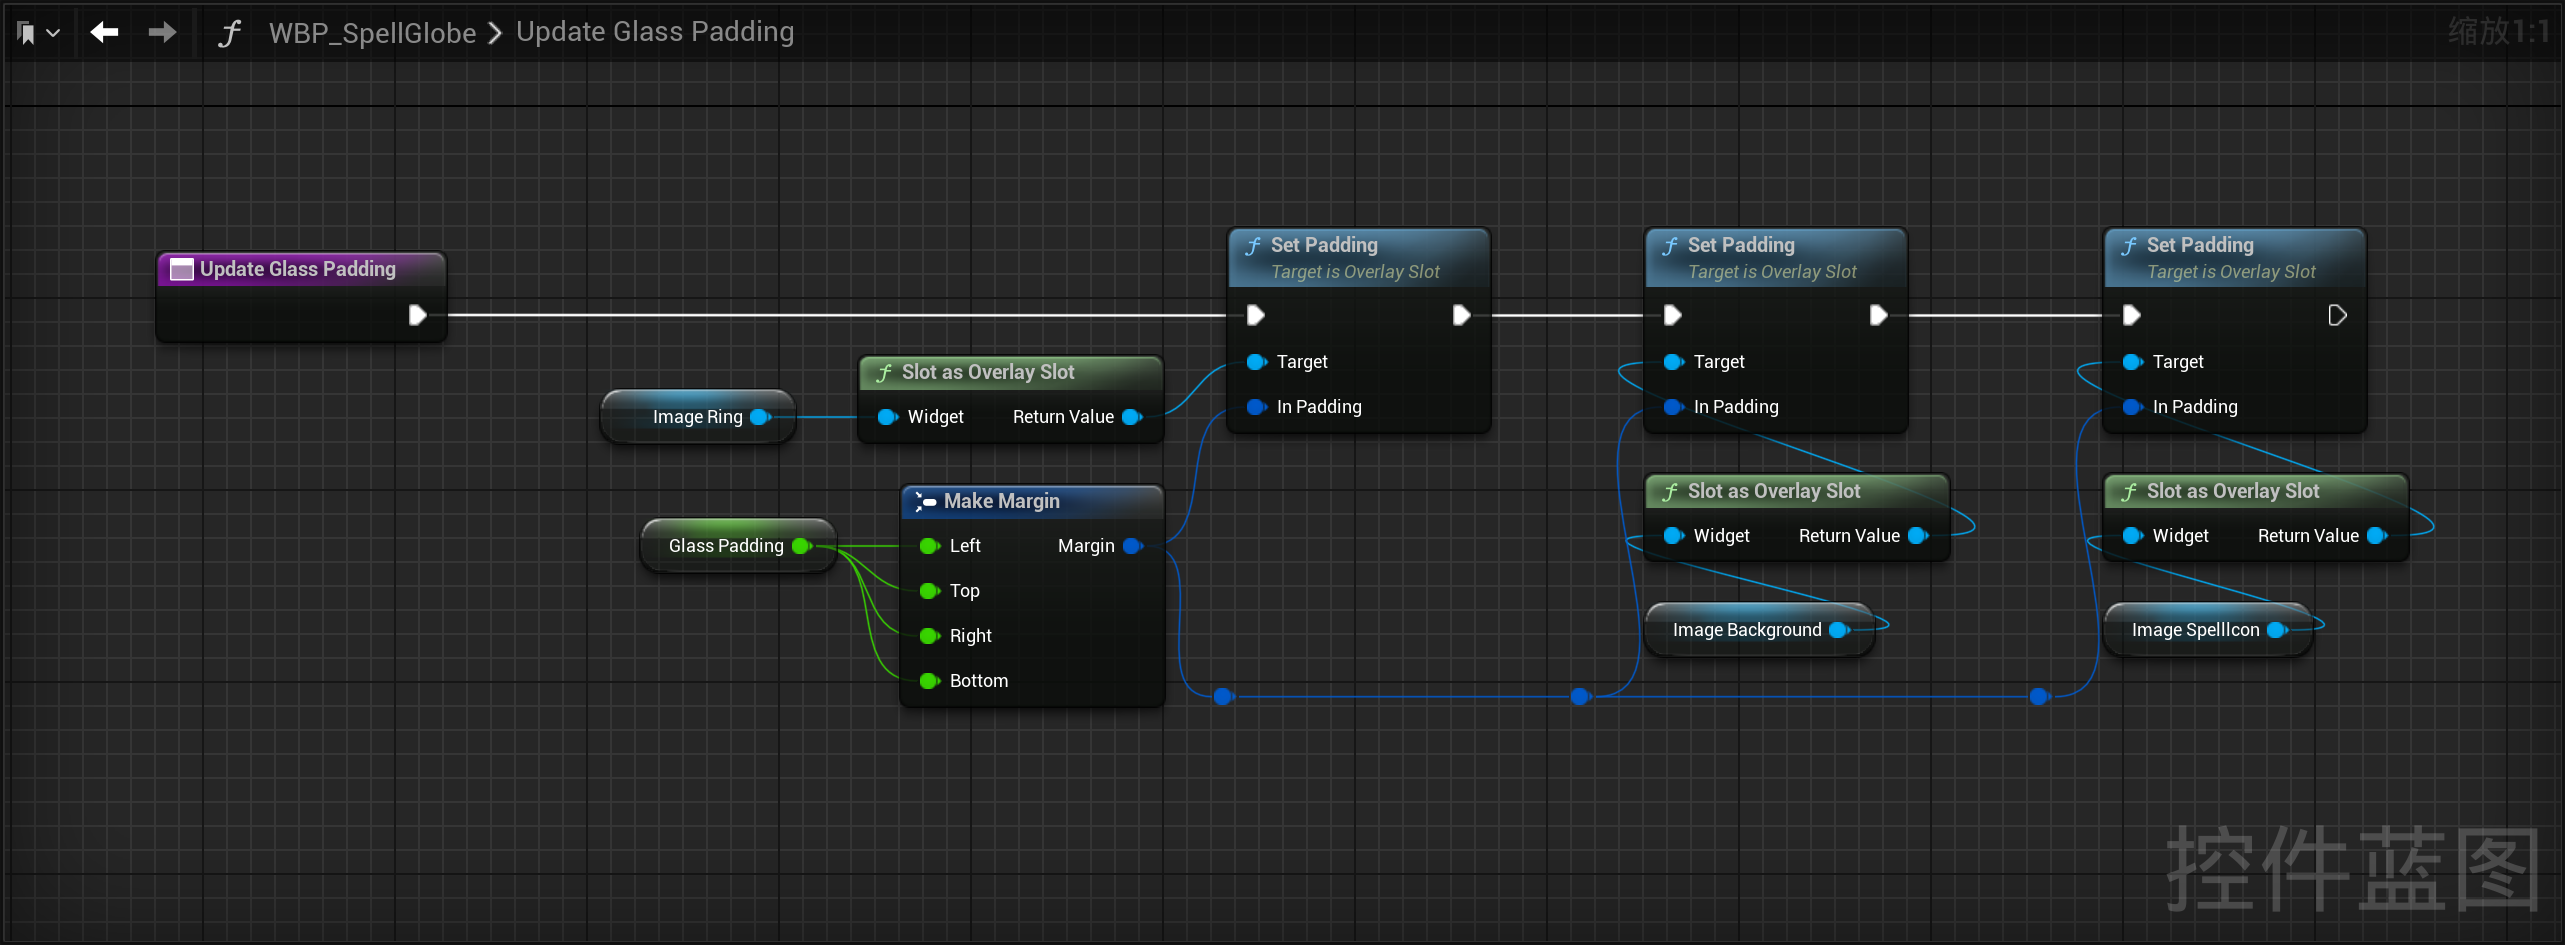 WBP_SpellGlobe > Update Glass Padding
缩放1:1
Update Glass Padding
Set Padding
Target is Overlay Slot
Target
In Padding
Set Padding
Target is Overlay Slot
Target
In Padding
Set Padding
Target is Overlay Slot
Target
In Padding
Image Ring
Slot as Overlay Slot
Widget Return Value
Glass Padding
Make Margin
Left Margin
Top
Right
Bottom
Slot as Overlay Slot
Widget Return Value
Image Background
Slot as Overlay Slot
Widget Return Value
Image SpellIcon
控件蓝图